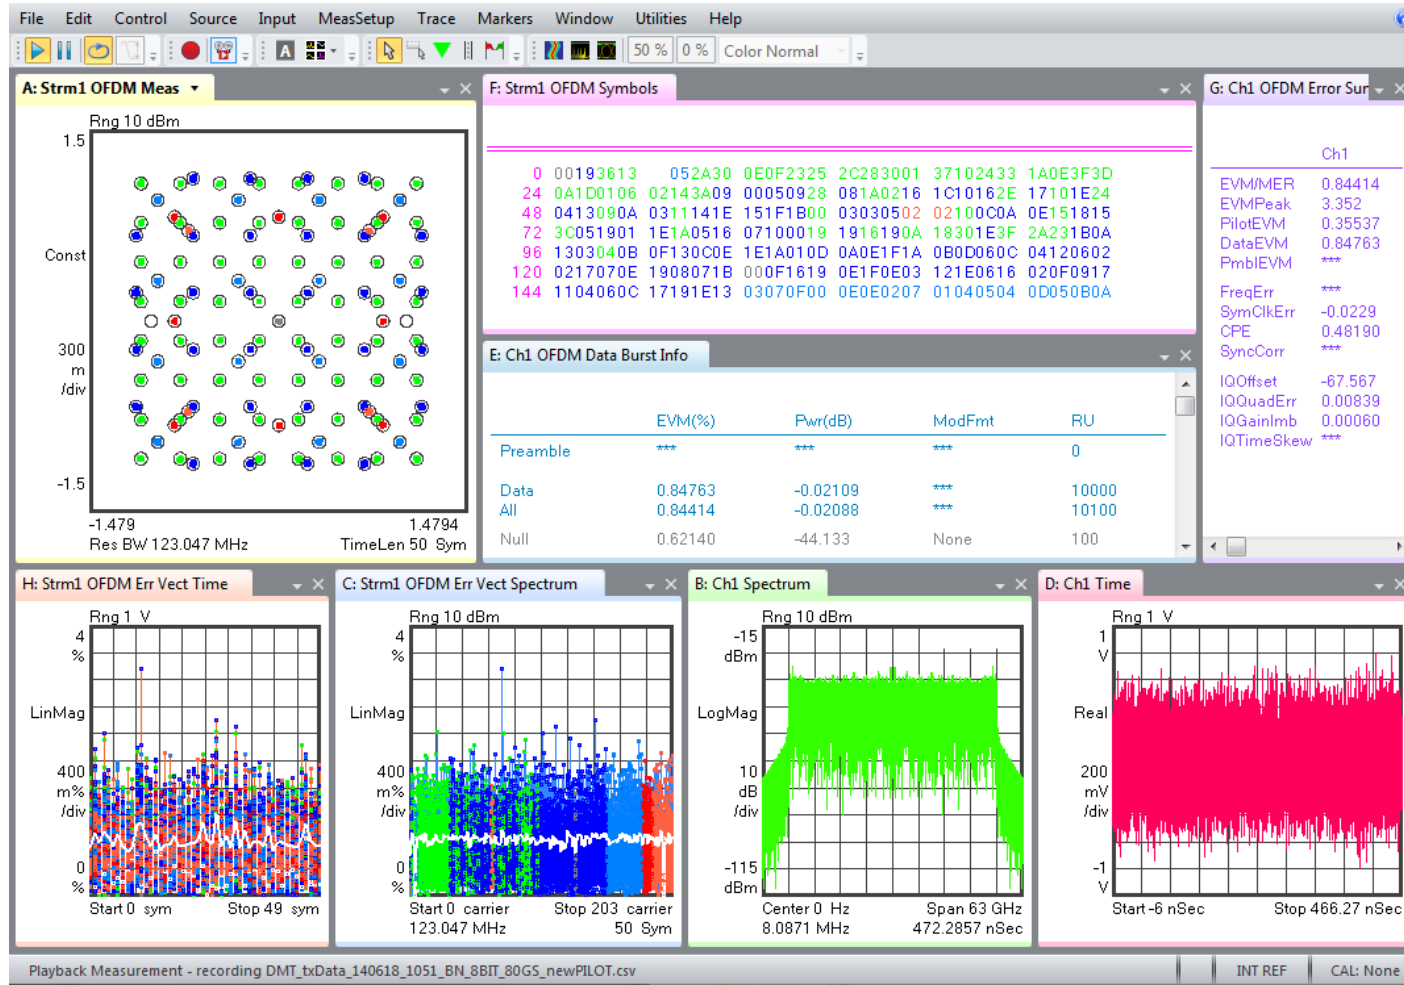 File Edit Control Source Input MeasSetup Trace Markers Window Utilities Help
A 50 % 0 % Color Normal
A: Strm1 OFDM Meas
Rng 10 dBm
1.5
Const
300
m
/div
-1.5
-1.479 1.4794
Res BW 123.047 MHz TimeLen 50 Sym
F: Strm1 OFDM Symbols
0 00193613 052A30 0E0F2325 2C283001 37102433 1A0E3F3D
24 0A1D0106 02143A09 00050928 081A0216 1C10162E 17101E24
48 0413090A 0311141E 151F1B00 03030502 02100C0A 0E151815
72 3C051901 1E1A0516 07100019 1916190A 18301E3F 2A231B0A
96 1303040B 0F130C0E 1E1A010D 0A0E1F1A 0B0D060C 04120602
120 0217070E 1908071B 000F1619 0E1F0E03 121E0616 020F0917
144 1104060C 17191E13 03070F00 0E0E0207 01040504 0D050B0A
E: Ch1 OFDM Data Burst Info
EVM(%) Pwr(dB) ModFmt RU
Preamble *** *** *** 0
Data 0.84763 -0.02109 *** 10000
All 0.84414 -0.02088 *** 10100
Null 0.62140 -44.133 None 100
G: Ch1 OFDM Error Sur
Ch1
EVM/MER 0.84414
EVMPeak 3.352
PilotEVM 0.35537
DataEVM 0.84763
PmblEVM ***
FreqErr ***
SymClkErr -0.0229
CPE 0.48190
SyncCorr ***
IQOffset -67.567
IQQuadErr 0.00839
IQGainImb 0.00060
IQTimeSkew ***
H: Strm1 OFDM Err Vect Time
Rng 1 V
4
%
LinMag
400
m%
/div
0
%
Start 0 sym Stop 49 sym
C: Strm1 OFDM Err Vect Spectrum
Rng 10 dBm
4
%
LinMag
400
m%
/div
0
%
Start 0 carrier Stop 203 carrier
123.047 MHz 50 Sym
B: Ch1 Spectrum
Rng 10 dBm
-15
dBm
LogMag
10
dB
/div
-115
dBm
Center 0 Hz Span 63 GHz
8.0871 MHz 472.2857 nSec
D: Ch1 Time
Rng 1 V
1
V
Real
200
mV
/div
-1
V
Start -6 nSec Stop 466.27 nSec
Playback Measurement - recording DMT_txData_140618_1051_BN_8BIT_80GS_newPILOT.csv INT REF CAL: None